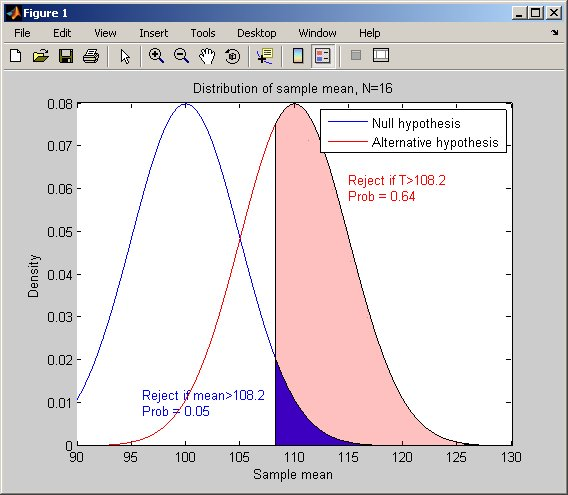 Figure 1
File Edit View Insert Tools Desktop Window Help
Distribution of sample mean, N=16
Null hypothesis
Alternative hypothesis
Reject if T>108.2
Prob = 0.64
Reject if mean>108.2
Prob = 0.05
Density
0.08
0.07
0.06
0.05
0.04
0.03
0.02
0.01
0
90 95 100 105 110 115 120 125 130
Sample mean